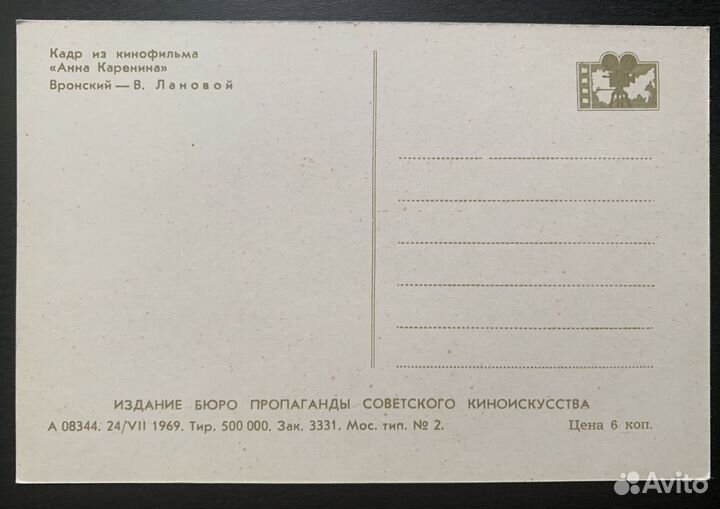 Кадр из кинофильма
«Анна Каренина»
Вронский — В. Лановой
ИЗДАНИЕ БЮРО ПРОПАГАНДЫ СОВЕТСКОГО КИНОИСКУССТВА
А 08344. 24/VII 1969. Тир. 500 000. Зак. 3331. Мос. тип. № 2.
Цена 6 коп.
Avito